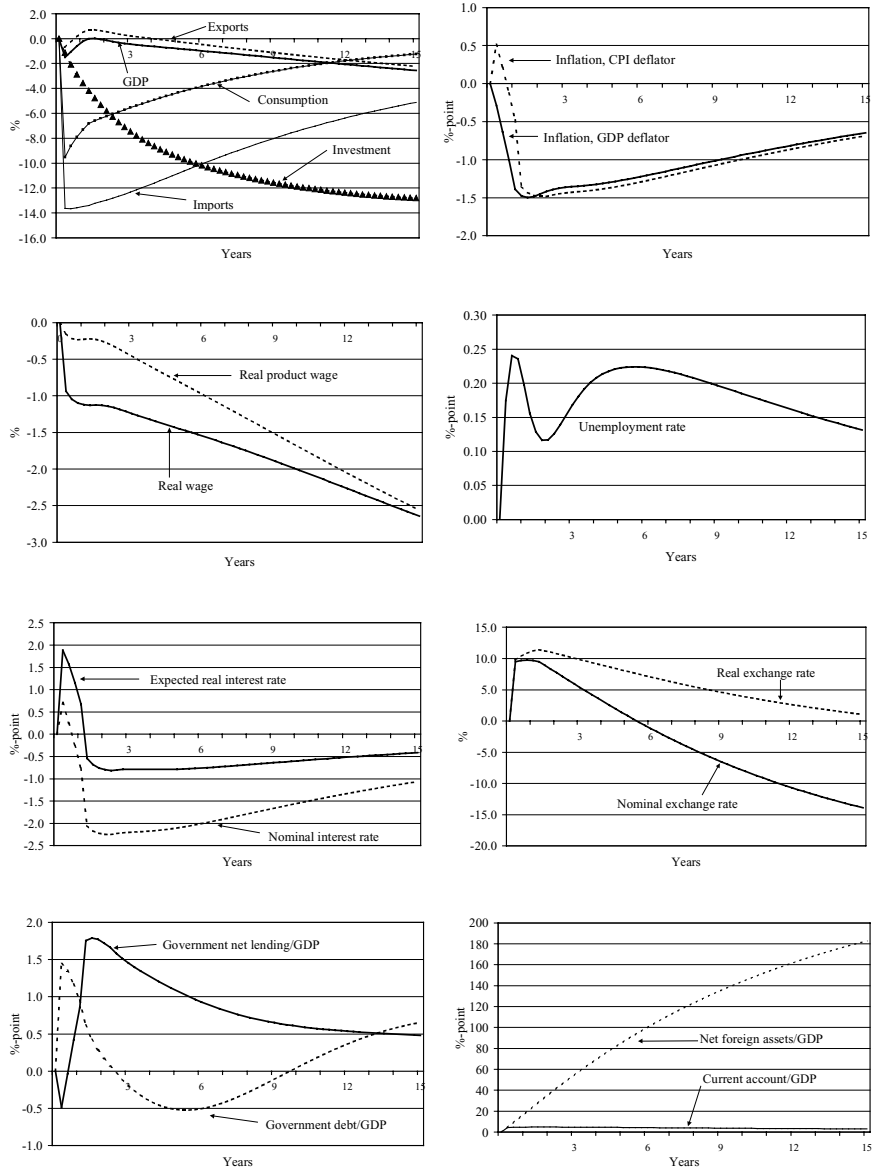 2.0
0.0
-2.0
-4.0
-6.0
-8.0
-10.0
-12.0
-14.0
-16.0
%
0 3 6 9 12 15
Exports
GDP
Consumption
Investment
Imports
Years
1.0
0.5
0.0
-0.5
-1.0
-1.5
-2.0
%-point
0 3 6 9 12 15
Inflation, CPI deflator
Inflation, GDP deflator
Years
0.0
-0.5
-1.0
-1.5
-2.0
-2.5
-3.0
%
0 3 6 9 12 15
Real product wage
Real wage
Years
0.30
0.25
0.20
0.15
0.10
0.05
0.00
%-point
3 6 9 12 15
Unemployment rate
Years
2.5
2.0
1.5
1.0
0.5
0.0
-0.5
-1.0
-1.5
-2.0
-2.5
%-point
3 6 9 12 15
Expected real interest rate
Nominal interest rate
Years
15.0
10.0
5.0
0.0
-5.0
-10.0
-15.0
-20.0
%
3 6 9 12 15
Real exchange rate
Nominal exchange rate
Years
2.0
1.5
1.0
0.5
0.0
-0.5
-1.0
%-point
3 6 9 12 15
Government net lending/GDP
Government debt/GDP
Years
200
180
160
140
120
100
80
60
40
20
0
%-point
3 6 9 12 15
Net foreign assets/GDP
Current account/GDP
Years